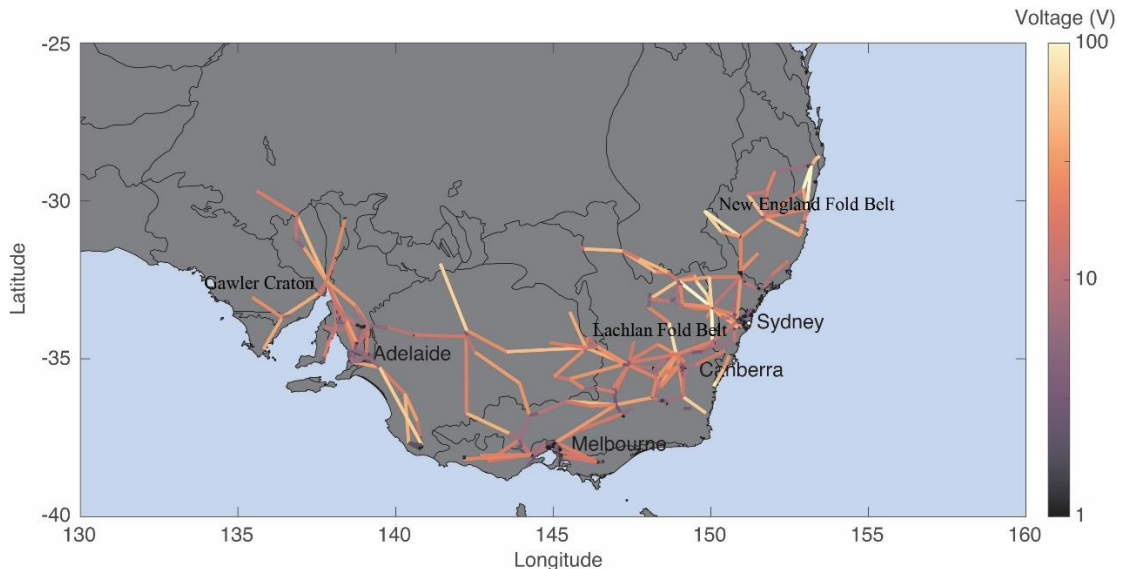 Voltage (V)
-25
100
-30
New England Fold Belt
Latitude
Gawler Craton
10
Lachlan Fold Belt
Sydney
-35
Adelaide
Canberra
Melbourne
-40
1
130
135
140
145
150
155
160
Longitude